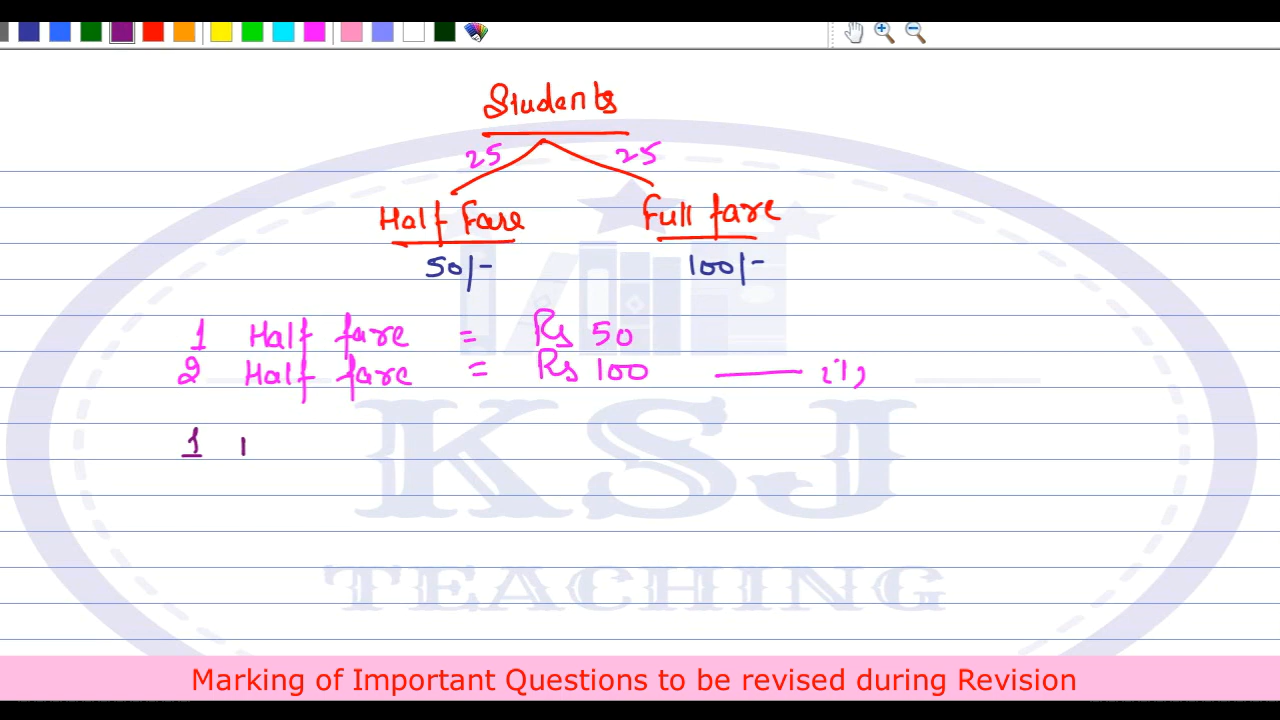 Students
25 25
Half Fare Full fare
50/- 100/-
1 Half fare = Rs 50
2 Half fare = Rs 100 —— (i)
1
KSJ
TEACHING
Marking of Important Questions to be revised during Revision